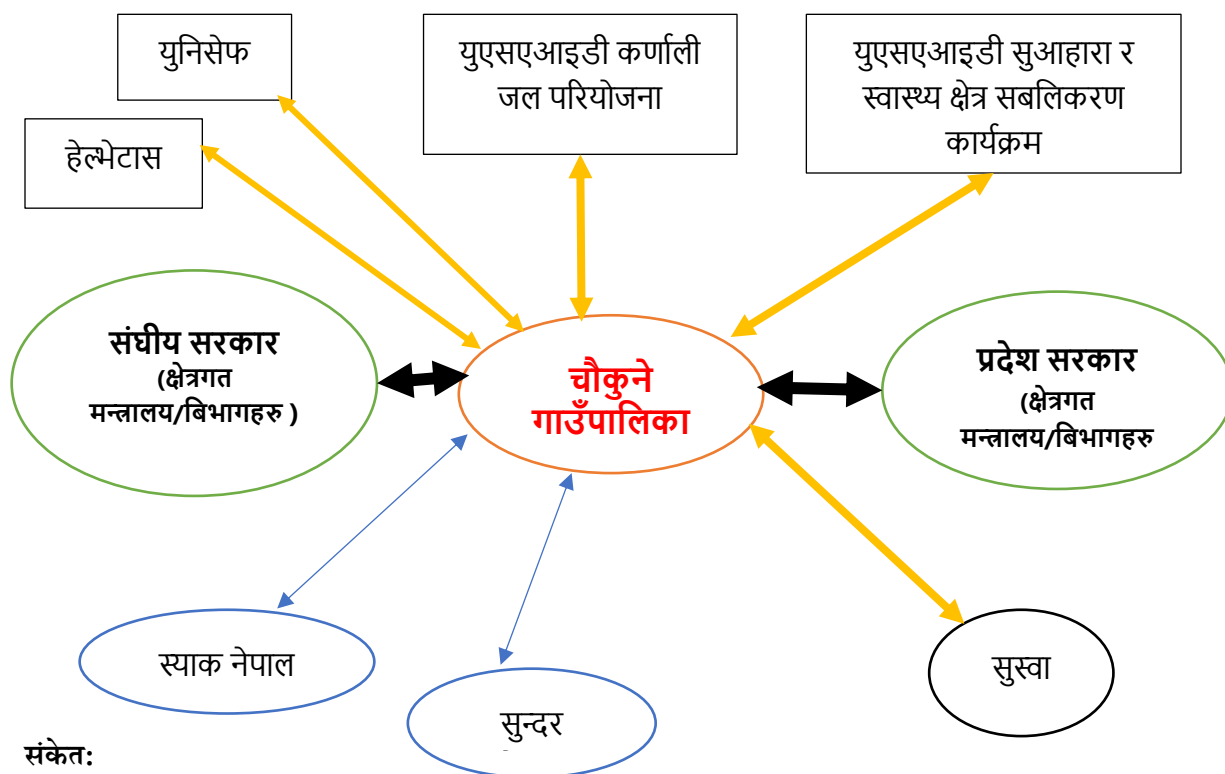 युनिसेफ
युएसएआइडी कर्णाली
जल परियोजना
युएसएआइडी सुआहारा र
स्वास्थ्य क्षेत्र सबलिकरण
कार्यक्रम
हेल्भेटास
संघीय सरकार
(क्षेत्रगत
मन्त्रालय/बिभागहरु )
चौकुने
गाउँपालिका
प्रदेश सरकार
(क्षेत्रगत
मन्त्रालय/बिभागहरु
स्याक नेपाल
सुन्दर
सुस्वा
संकेत: